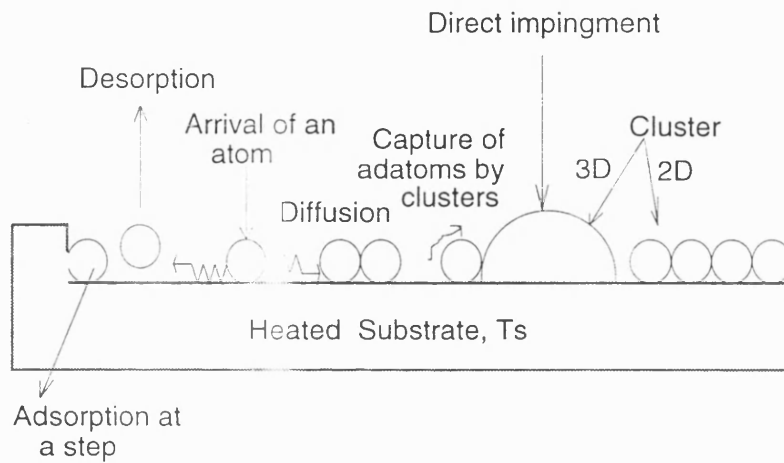 Direct impingment
Desorption
Arrival of an
atom
Capture of
adatoms by
clusters
Cluster
3D
2D
Diffusion
Heated Substrate, Ts
Adsorption at
a step